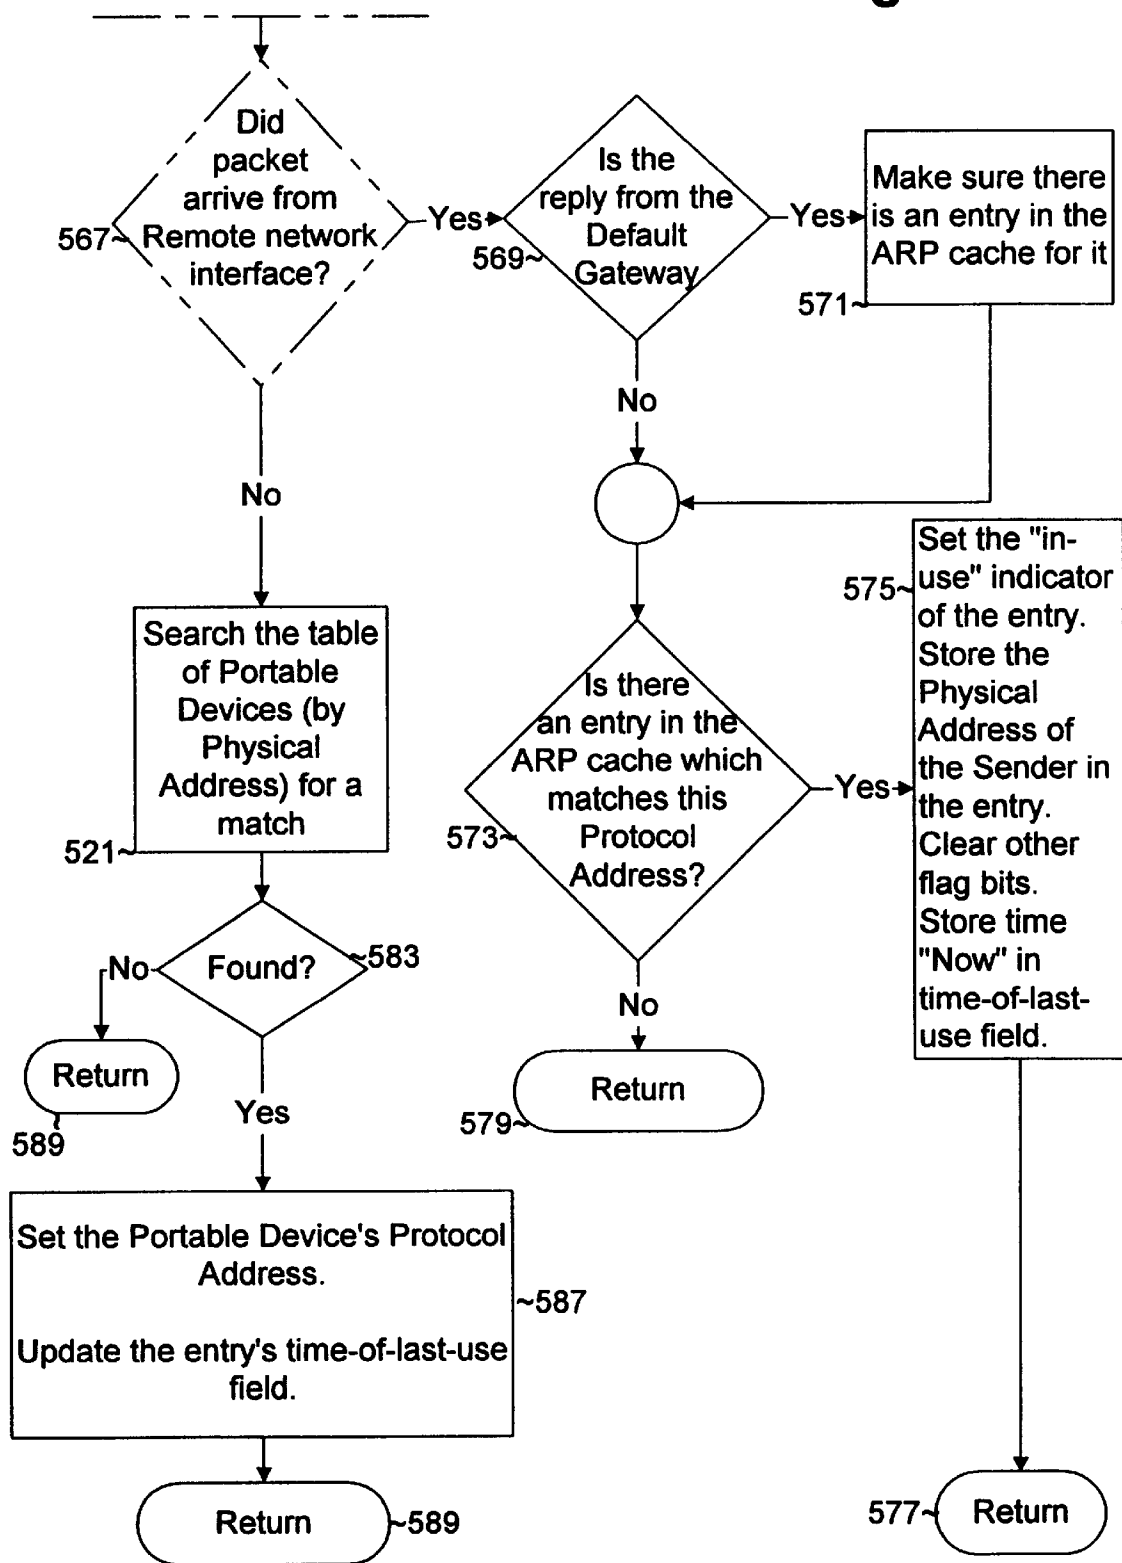 Did
packet
arrive from
Remote network
interface?
567~
Yes
Is the
reply from the
Default
Gateway
569~
Yes
Make sure there
is an entry in the
ARP cache for it
571~
No
No
Set the "in-
use" indicator
of the entry.
Store the
Physical
Address of
the Sender in
the entry.
Clear other
flag bits.
Store time
"Now" in
time-of-last-
use field.
575~
Search the table
of Portable
Devices (by
Physical
Address) for a
match
521~
Is there
an entry in the
ARP cache which
matches this
Protocol
Address?
573~
Yes
Found?
~583
No
Return
589~
Yes
No
Return
579~
Set the Portable Device's Protocol
Address.
Update the entry's time-of-last-use
field.
~587
Return
~589
577~
Return